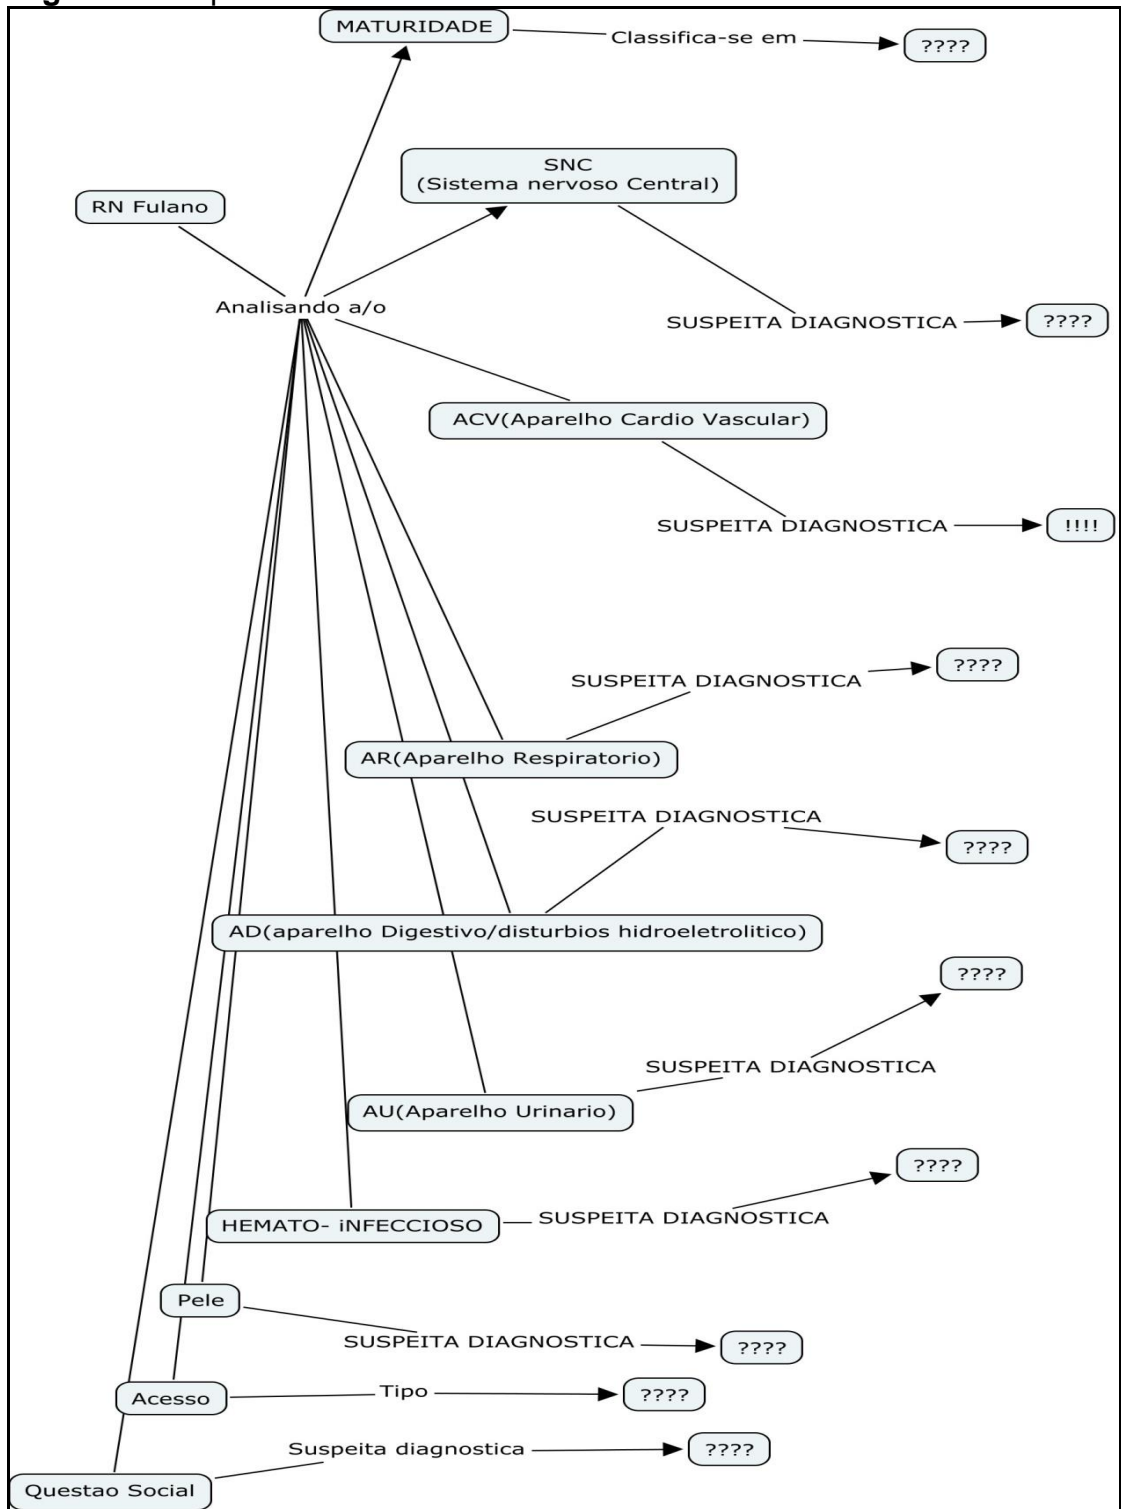 MATURIDADE
Classifica-se em
????
SNC
(Sistema nervoso Central)
RN Fulano
Analisando a/o
SUSPEITA DIAGNOSTICA
????
ACV(Aparelho Cardio Vascular)
SUSPEITA DIAGNOSTICA
!!!!
????
SUSPEITA DIAGNOSTICA
AR(Aparelho Respiratorio)
SUSPEITA DIAGNOSTICA
????
AD(aparelho Digestivo/disturbios hidroeletrolitico)
????
SUSPEITA DIAGNOSTICA
AU(Aparelho Urinario)
????
HEMATO- iNFECCIOSO
SUSPEITA DIAGNOSTICA
Pele
SUSPEITA DIAGNOSTICA
????
Acesso
Tipo
????
Suspeita diagnostica
????
Questao Social